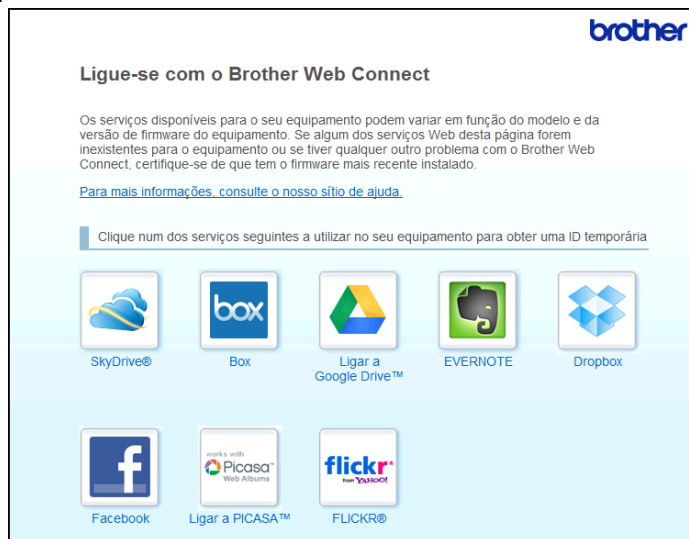 brother
Ligue-se com o Brother Web Connect
Os serviços disponíveis para o seu equipamento podem variar em função do modelo e da
versão de firmware do equipamento. Se algum dos serviços Web desta página forem
inexistentes para o equipamento ou se tiver qualquer outro problema com o Brother Web
Connect, certifique-se de que tem o firmware mais recente instalado.
Para mais informações, consulte o nosso sítio de ajuda.
Clique num dos serviços seguintes a utilizar no seu equipamento para obter uma ID temporária
box
SkyDrive®
Box
Ligar a
Google Drive™
EVERNOTE
Dropbox
f
works with
Picasa™
Web Albums
flickr
from YAHOO!
Facebook
Ligar a PICASA™
FLICKR®